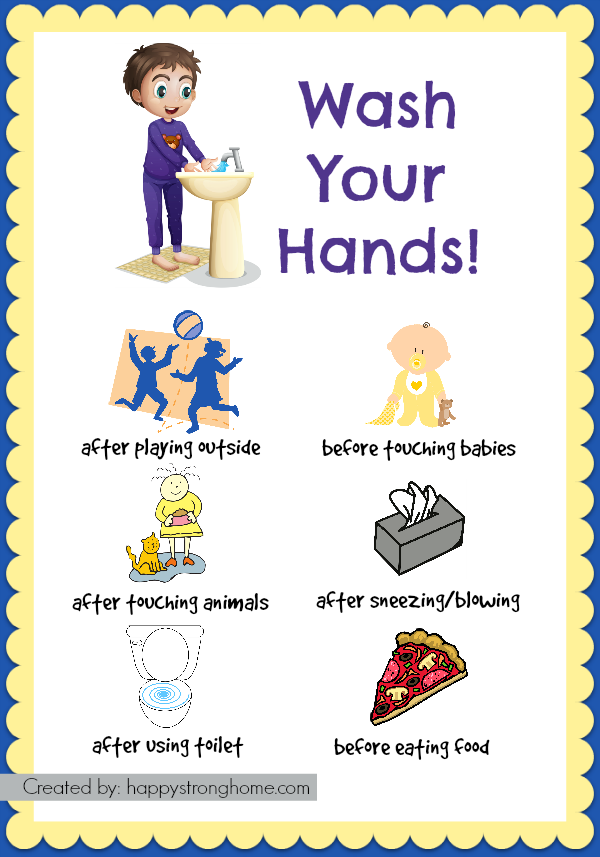 Wash
Your
Hands!
after playing outside
before touching babies
after touching animals
after sneezing/blowing
after using toilet
before eating food
Created by: happystronghome.com